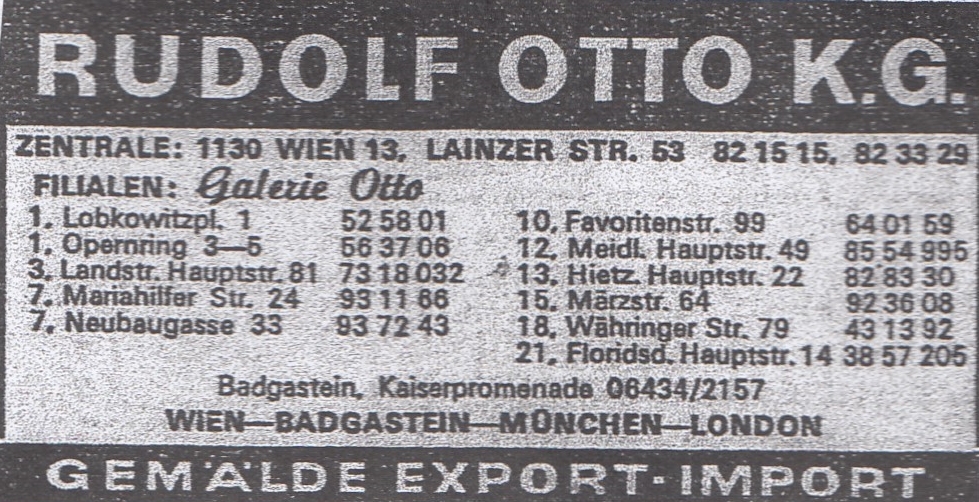 RUDOLF OTTO K.G.
ZENTRALE: 1130 WIEN 13, LAINZER STR. 53 82 15 15, 82 33 29
FILIALEN: Galerie Otto
1, Lobkowitzpl. 1 52 58 01
1, Opernring 3—5 56 37 06
3, Landstr. Hauptstr. 81 73 18 032
7, Mariahilfer Str. 24 93 11 66
7, Neubaugasse 33 93 72 43
10, Favoritenstr. 99 64 01 59
12, Meidl. Hauptstr. 49 85 54 995
13, Hietz. Hauptstr. 22 82 83 30
15, Märzstr. 64 92 36 08
18, Währinger Str. 79 43 13 92
21, Floridsd. Hauptstr. 14 38 57 205
Badgastein, Kaiserpromenade 06434/2157
WIEN—BADGASTEIN—MÜNCHEN—LONDON
GEMÄLDE EXPORT-IMPORT